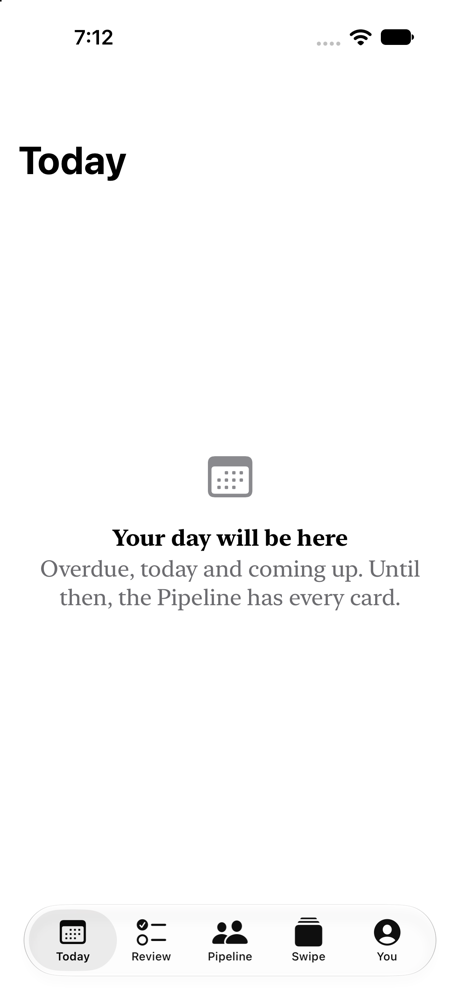 7:12
Today
Your day will be here
Overdue, today and coming up. Until
then, the Pipeline has every card.
Today
Review
Pipeline
Swipe
You